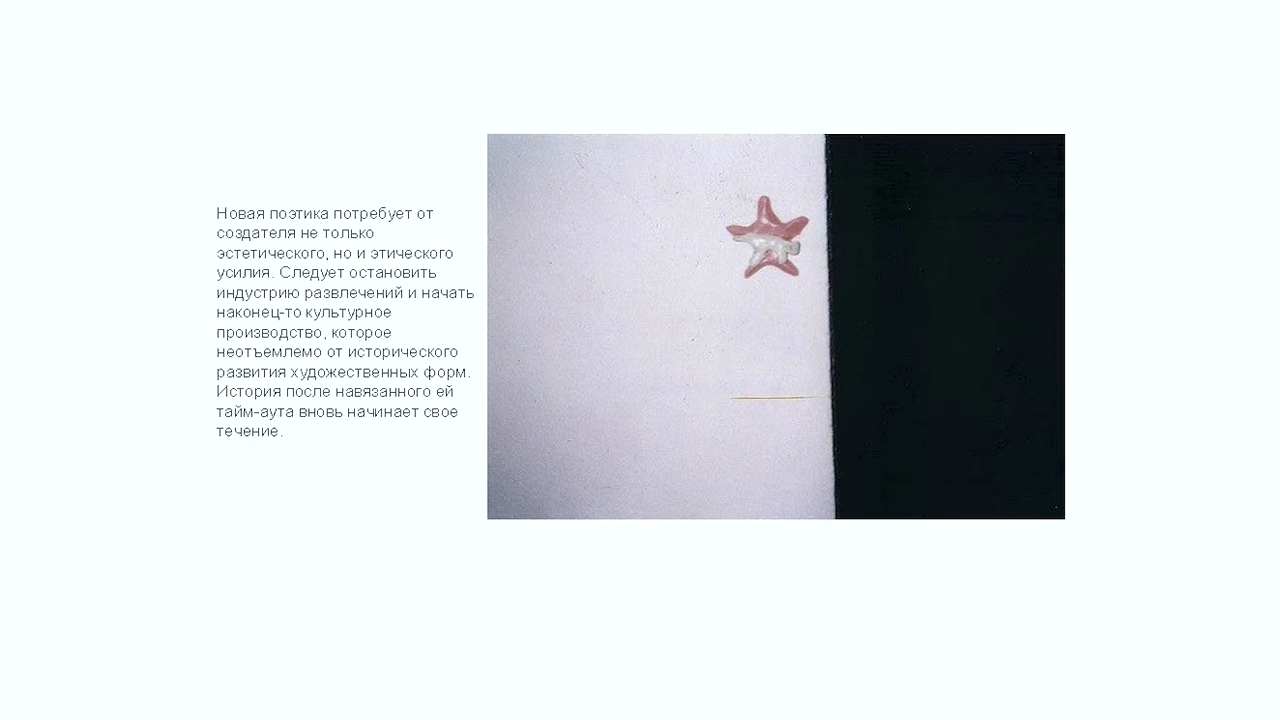 Новая поэтика потребует от
создателя не только
эстетического, но и этического
усилия. Следует остановить
индустрию развлечений и начать
наконец-то культурное
производство, которое
неотъемлемо от исторического
развития художественных форм.
История после навязанного ей
тайм-аута вновь начинает свое
течение.